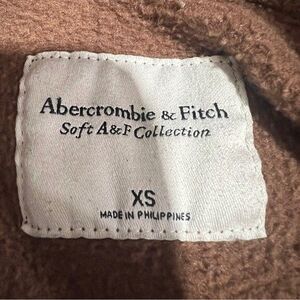 Abercrombie & Fitch
Soft A&F Collection
XS
MADE IN PHILIPPINES